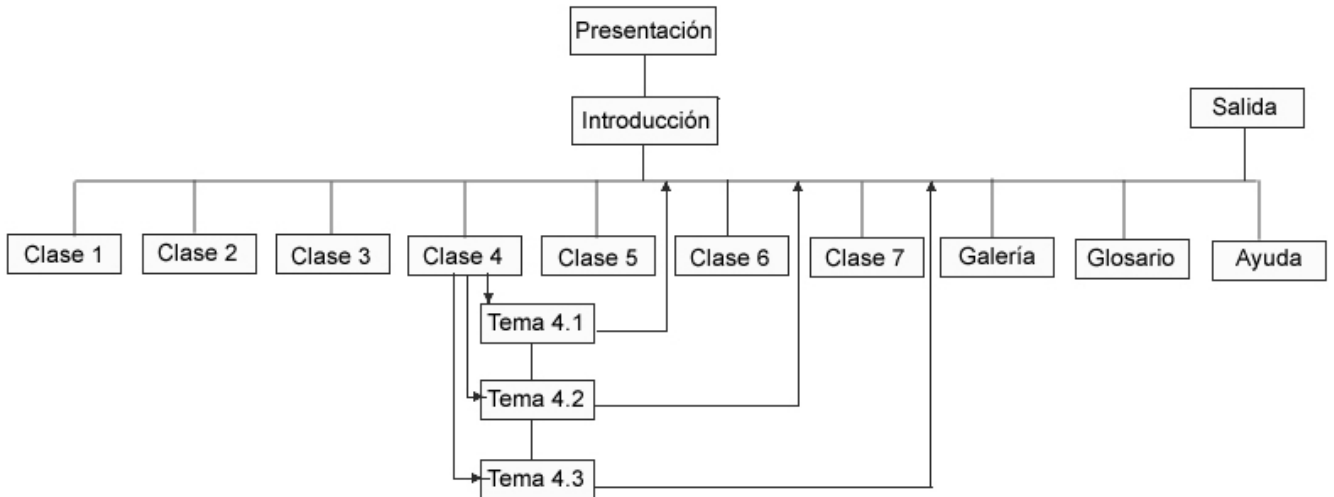 Presentación
Introducción
Salida
Clase 1
Clase 2
Clase 3
Clase 4
Clase 5
Clase 6
Clase 7
Galería
Glosario
Ayuda
Tema 4.1
Tema 4.2
Tema 4.3